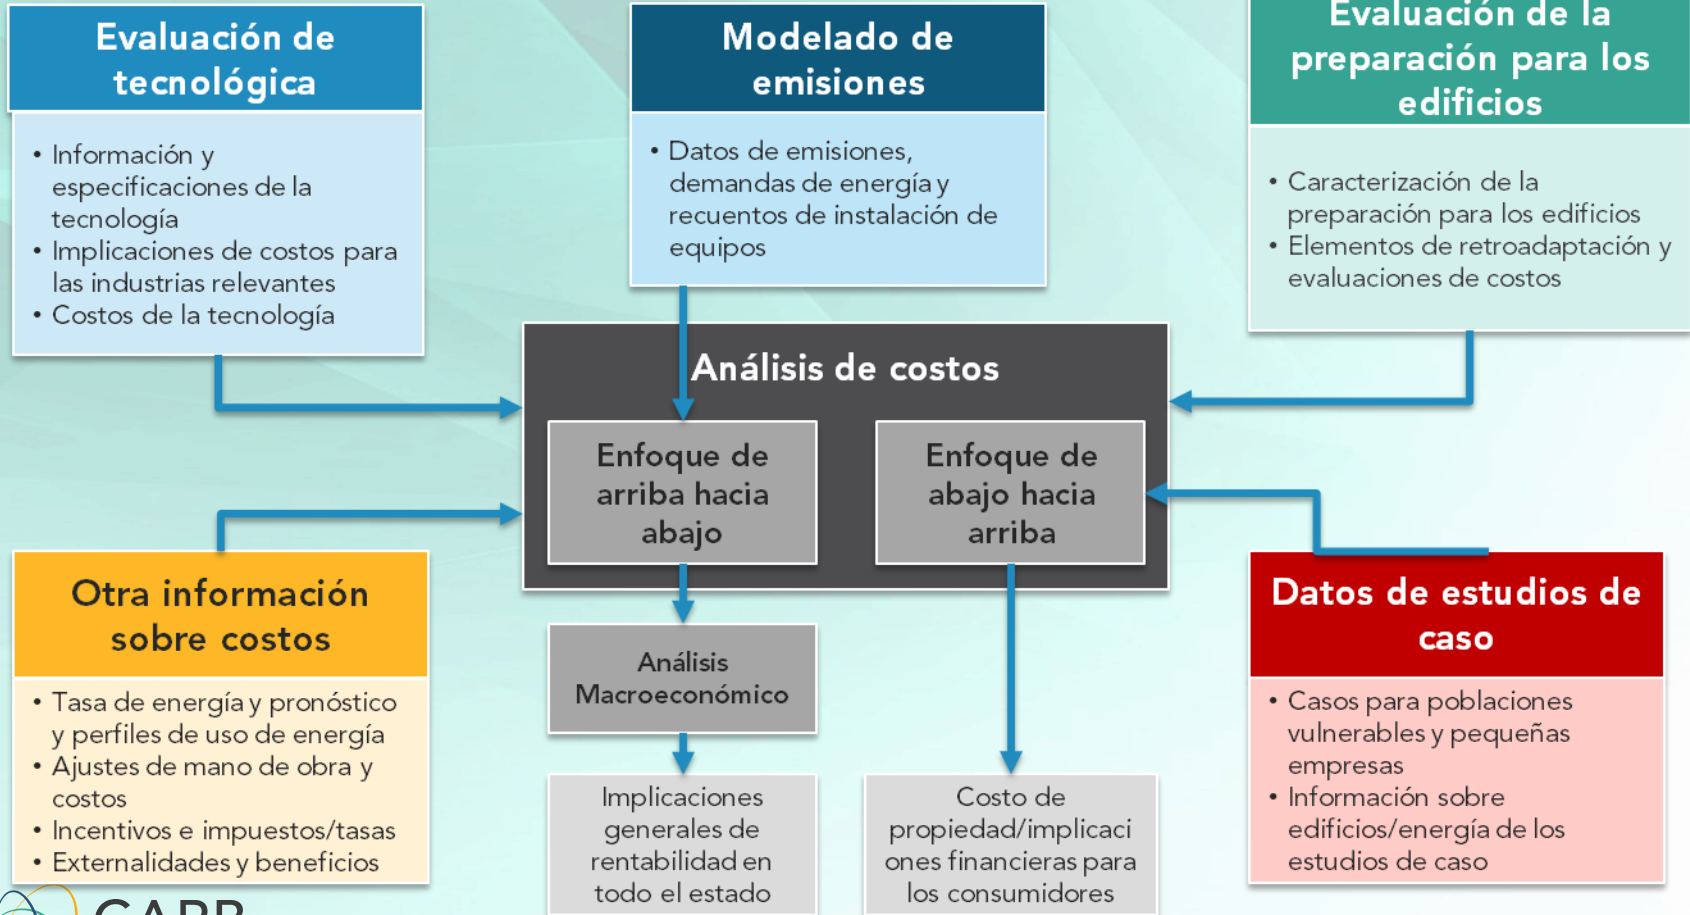 Evaluación de
tecnológica
• Información y
especificaciones de la
tecnología
• Implicaciones de costos para
las industrias relevantes
• Costos de la tecnología
Modelado de
emisiones
• Datos de emisiones,
demandas de energía y
recuentos de instalación de
equipos
Evaluación de la
preparación para los
edificios
• Caracterización de la
preparación para los edificios
• Elementos de retroadaptación y
evaluaciones de costos
Análisis de costos
Enfoque de
arriba hacia
abajo
Enfoque de
abajo hacia
arriba
Otra información
sobre costos
• Tasa de energía y pronóstico
y perfiles de uso de energía
• Ajustes de mano de obra y
costos
• Incentivos e impuestos/tasas
• Externalidades y beneficios
Análisis
Macroeconómico
Implicaciones
generales de
rentabilidad en
todo el estado
Costo de
propiedad/implicaci
ones financieras para
los consumidores
Datos de estudios de
caso
• Casos para poblaciones
vulnerables y pequeñas
empresas
• Información sobre
edificios/energía de los
estudios de caso